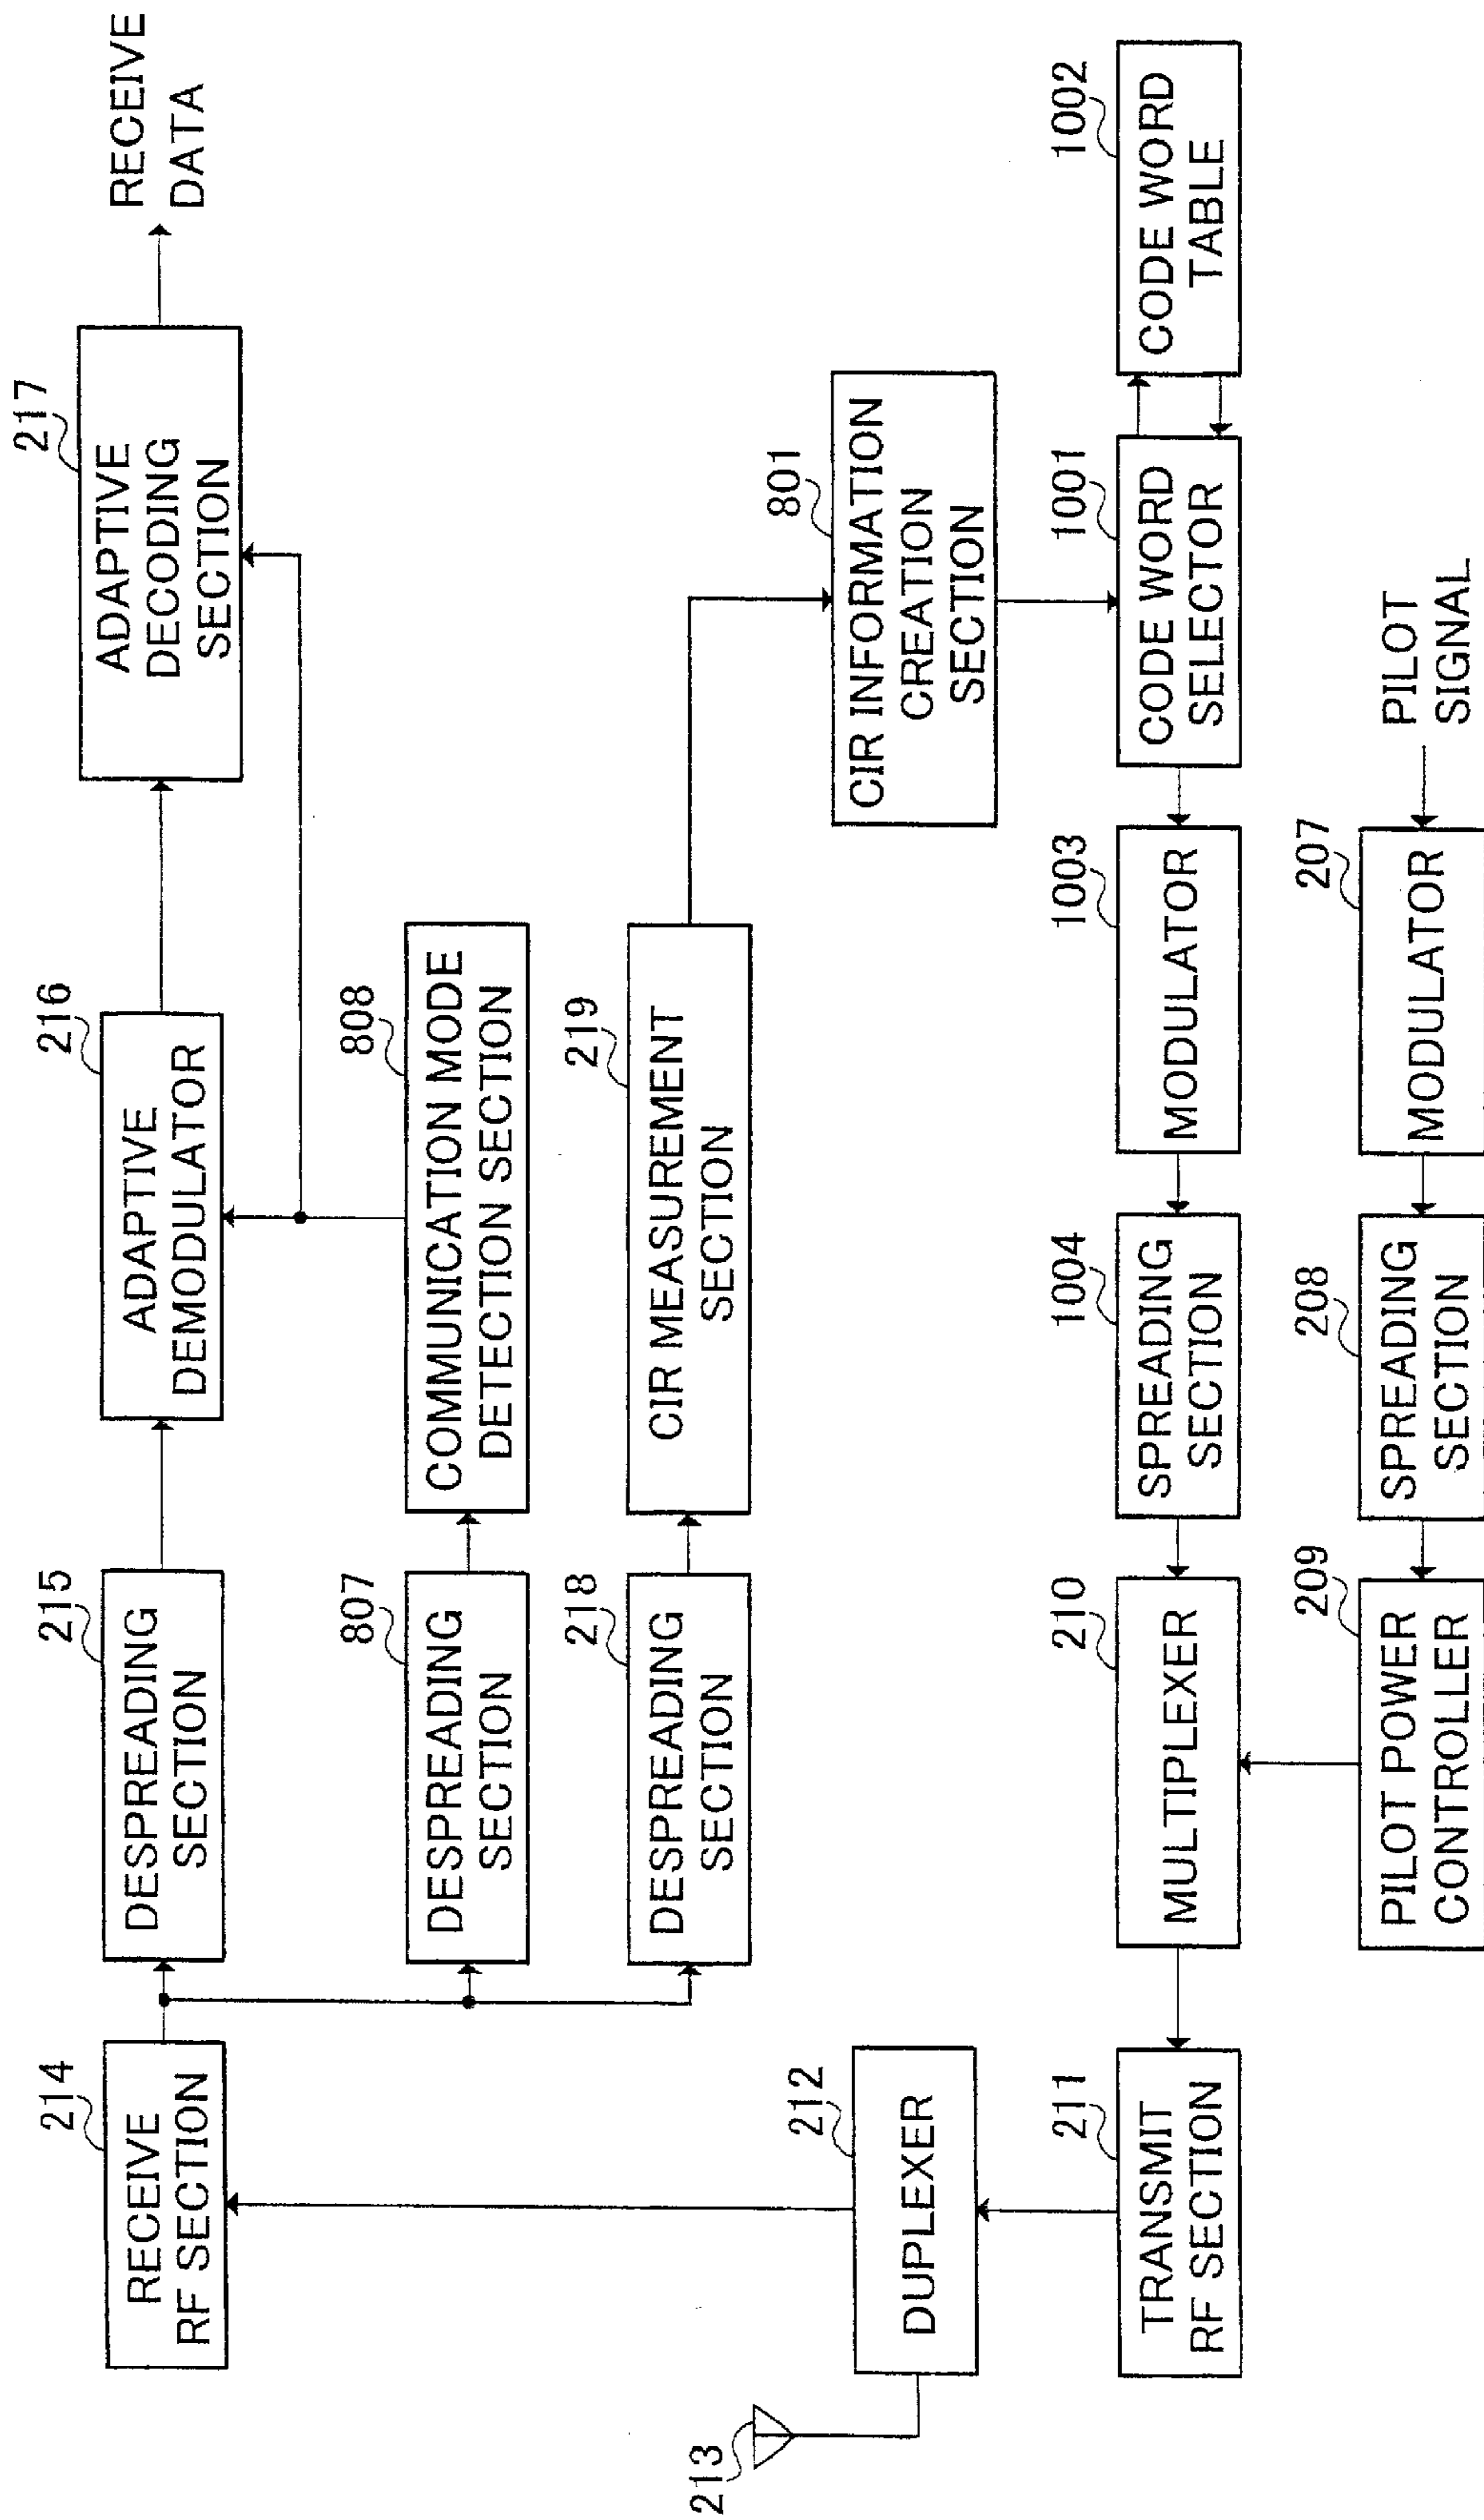 214
RECEIVE
RF SECTION
215
DESPREADING
SECTION
216
ADAPTIVE
DEMODULATOR
217
ADAPTIVE
DECODING
SECTION
RECEIVE
DATA
807
DESPREADING
SECTION
808
COMMUNICATION MODE
DETECTION SECTION
218
DESPREADING
SECTION
219
CIR MEASUREMENT
SECTION
213
212
DUPLEXER
801
CIR INFORMATION
CREATION
SECTION
211
TRANSMIT
RF SECTION
210
MULTIPLEXER
1004
SPREADING
SECTION
1003
MODULATOR
1001
CODE WORD
SELECTOR
1002
CODE WORD
TABLE
209
PILOT POWER
CONTROLLER
208
SPREADING
SECTION
207
MODULATOR
PILOT
SIGNAL